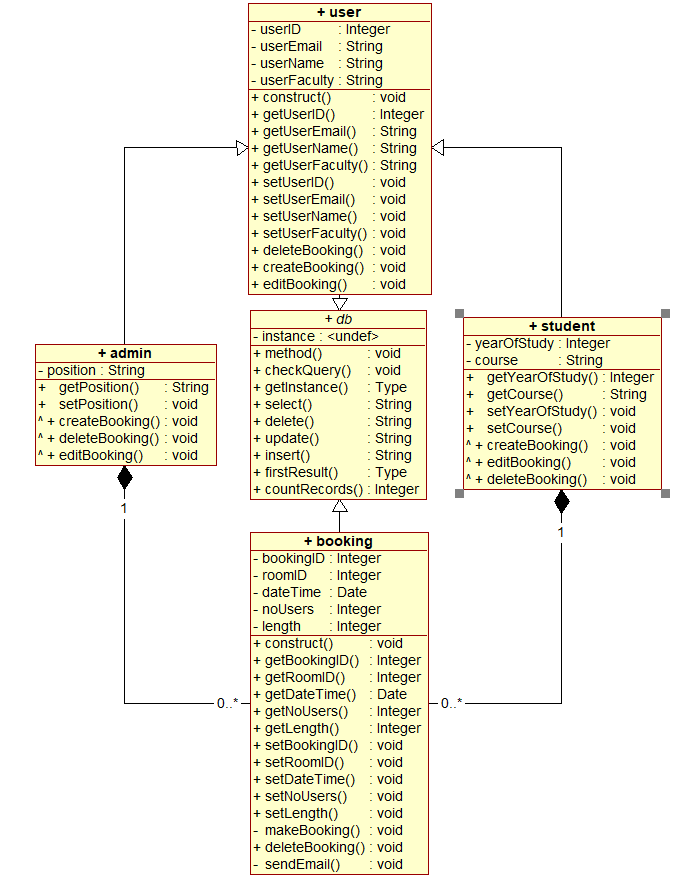 + user
- userID : Integer
- userEmail : String
- userName : String
- userFaculty : String
+ construct() : void
+ getUserID() : Integer
+ getUserEmail() : String
+ getUserName() : String
+ getUserFaculty() : String
+ setUserID() : void
+ setUserEmail() : void
+ setUserName() : void
+ setUserFaculty() : void
+ deleteBooking() : void
+ createBooking() : void
+ editBooking() : void
+ db
- instance : <undef>
+ method() : void
+ checkQuery() : void
+ getInstance() : Type
+ select() : String
+ delete() : String
+ update() : String
+ insert() : String
+ firstResult() : Type
+ countRecords() : Integer
+ admin
- position : String
+ getPosition() : String
+ setPosition() : void
^ + createBooking() : void
^ + deleteBooking() : void
^ + editBooking() : void
1
+ student
- yearOfStudy : Integer
- course : String
+ getYearOfStudy() : Integer
+ getCourse() : String
+ setYearOfStudy() : void
+ setCourse() : void
^ + createBooking() : void
^ + editBooking() : void
^ + deleteBooking() : void
1
+ booking
- bookingID : Integer
- roomID : Integer
- dateTime : Date
- noUsers : Integer
- length : Integer
+ construct() : void
+ getBookingID() : Integer
+ getRoomID() : Integer
+ getDateTime() : Date
+ getNoUsers() : Integer
+ getLength() : Integer
+ setBookingID() : void
+ setRoomID() : void
+ setDateTime() : void
+ setNoUsers() : void
+ setLength() : void
- makeBooking() : void
+ deleteBooking() : void
- sendEmail() : void
0..*
0..*